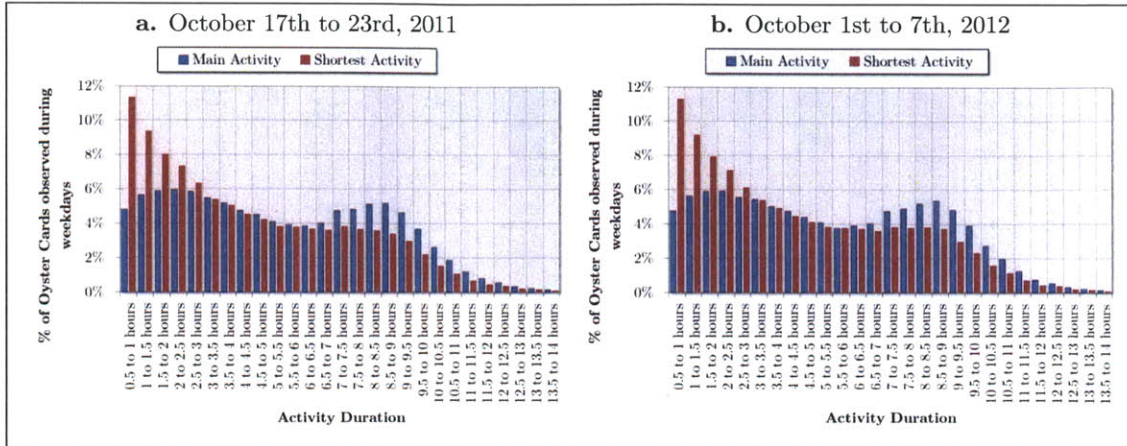 a. October 17th to 23rd, 2011
Main Activity Shortest Activity
% of Oyster Cards observed during
weekdays
12%
10%
8%
6%
4%
2%
0%
0.5 to 1 hours
1 to 1.5 hours
1.5 to 2 hours
2 to 2.5 hours
2.5 to 3 hours
3 to 3.5 hours
3.5 to 4 hours
4 to 4.5 hours
4.5 to 5 hours
5 to 5.5 hours
5.5 to 6 hours
6 to 6.5 hours
6.5 to 7 hours
7 to 7.5 hours
7.5 to 8 hours
8 to 8.5 hours
8.5 to 9 hours
9 to 9.5 hours
9.5 to 10 hours
10 to 10.5 hours
10.5 to 11 hours
11 to 11.5 hours
11.5 to 12 hours
12 to 12.5 hours
12.5 to 13 hours
13 to 13.5 hours
13.5 to 14 hours
Activity Duration
b. October 1st to 7th, 2012
Main Activity Shortest Activity
% of Oyster Cards observed during
weekdays
12%
10%
8%
6%
4%
2%
0%
0.5 to 1 hours
1 to 1.5 hours
1.5 to 2 hours
2 to 2.5 hours
2.5 to 3 hours
3 to 3.5 hours
3.5 to 4 hours
4 to 4.5 hours
4.5 to 5 hours
5 to 5.5 hours
5.5 to 6 hours
6 to 6.5 hours
6.5 to 7 hours
7 to 7.5 hours
7.5 to 8 hours
8 to 8.5 hours
8.5 to 9 hours
9 to 9.5 hours
9.5 to 10 hours
10 to 10.5 hours
10.5 to 11 hours
11 to 11.5 hours
11.5 to 12 hours
12 to 12.5 hours
12.5 to 13 hours
13 to 13.5 hours
13.5 to 14 hours
Activity Duration